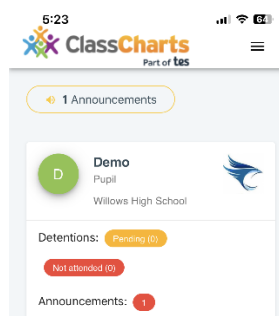 5:23
64
ClassCharts
Part of tes
1 Announcements
D
Demo
Pupil
Willows High School
Detentions: Pending (0)
Not attended (0)
Announcements: 1